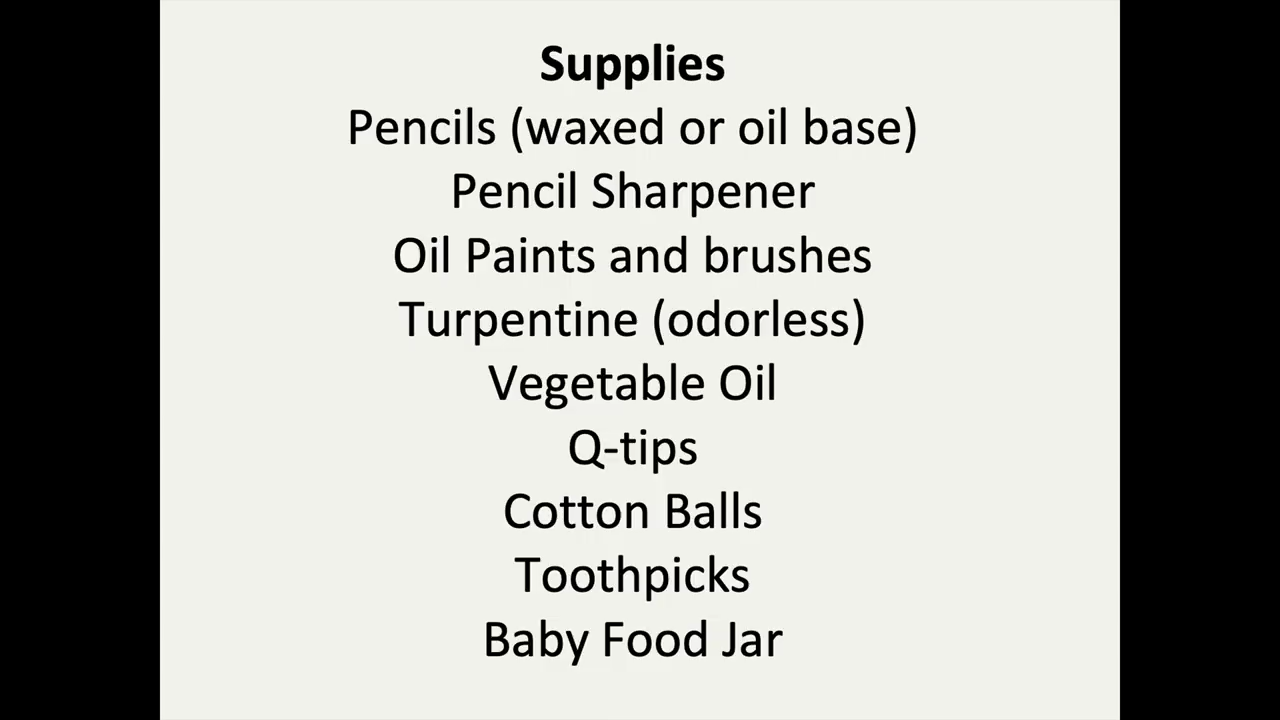 Supplies
Pencils (waxed or oil base)
Pencil Sharpener
Oil Paints and brushes
Turpentine (odorless)
Vegetable Oil
Q-tips
Cotton Balls
Toothpicks
Baby Food Jar